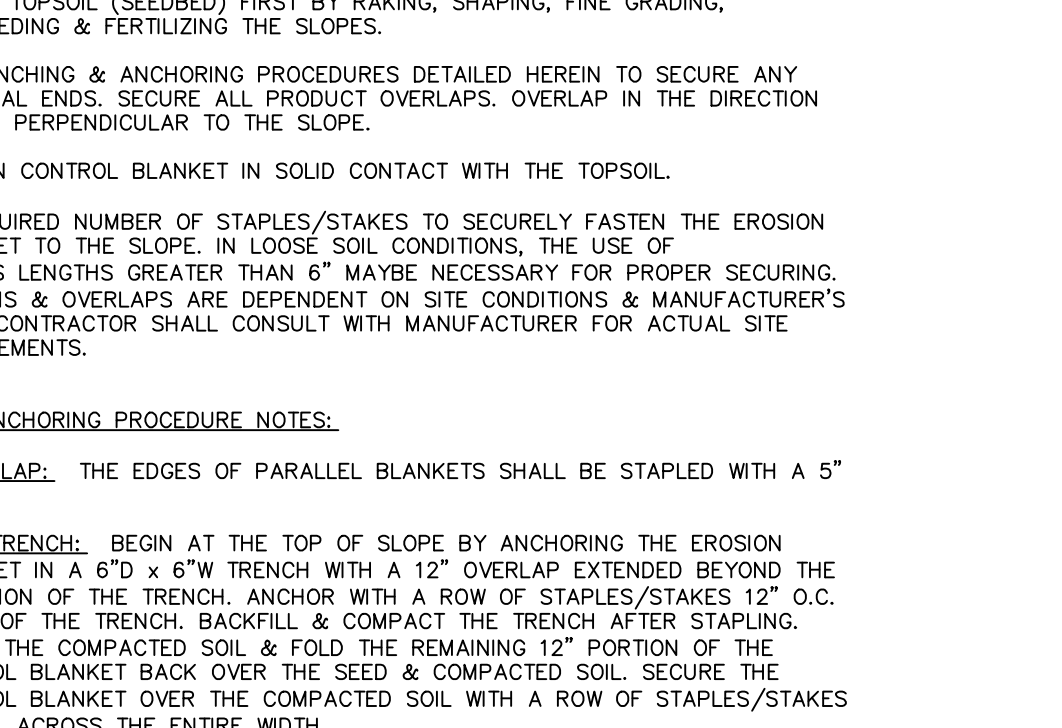 TOPSOIL (SEEDBED) FIRST BY RAKING, SHAPING, FINE GRADING,
EDING & FERTILIZING THE SLOPES.
NCHING & ANCHORING PROCEDURES DETAILED HEREIN TO SECURE ANY
AL ENDS. SECURE ALL PRODUCT OVERLAPS. OVERLAP IN THE DIRECTION
PERPENDICULAR TO THE SLOPE.
N CONTROL BLANKET IN SOLID CONTACT WITH THE TOPSOIL.
UIRED NUMBER OF STAPLES/STAKES TO SECURELY FASTEN THE EROSION
ET TO THE SLOPE. IN LOOSE SOIL CONDITIONS, THE USE OF
S LENGTHS GREATER THAN 6” MAYBE NECESSARY FOR PROPER SECURING.
NS & OVERLAPS ARE DEPENDENT ON SITE CONDITIONS & MANUFACTURER’S
CONTRACTOR SHALL CONSULT WITH MANUFACTURER FOR ACTUAL SITE
EMENTS.
NCHORING PROCEDURE NOTES:
LAP: THE EDGES OF PARALLEL BLANKETS SHALL BE STAPLED WITH A 5”
TRENCH: BEGIN AT THE TOP OF SLOPE BY ANCHORING THE EROSION
ET IN A 6”D x 6”W TRENCH WITH A 12” OVERLAP EXTENDED BEYOND THE
ION OF THE TRENCH. ANCHOR WITH A ROW OF STAPLES/STAKES 12” O.C.
OF THE TRENCH. BACKFILL & COMPACT THE TRENCH AFTER STAPLING.
THE COMPACTED SOIL & FOLD THE REMAINING 12” PORTION OF THE
OL BLANKET BACK OVER THE SEED & COMPACTED SOIL. SECURE THE
OL BLANKET OVER THE COMPACTED SOIL WITH A ROW OF STAPLES/STAKES
ACROSS THE ENTIRE WIDTH